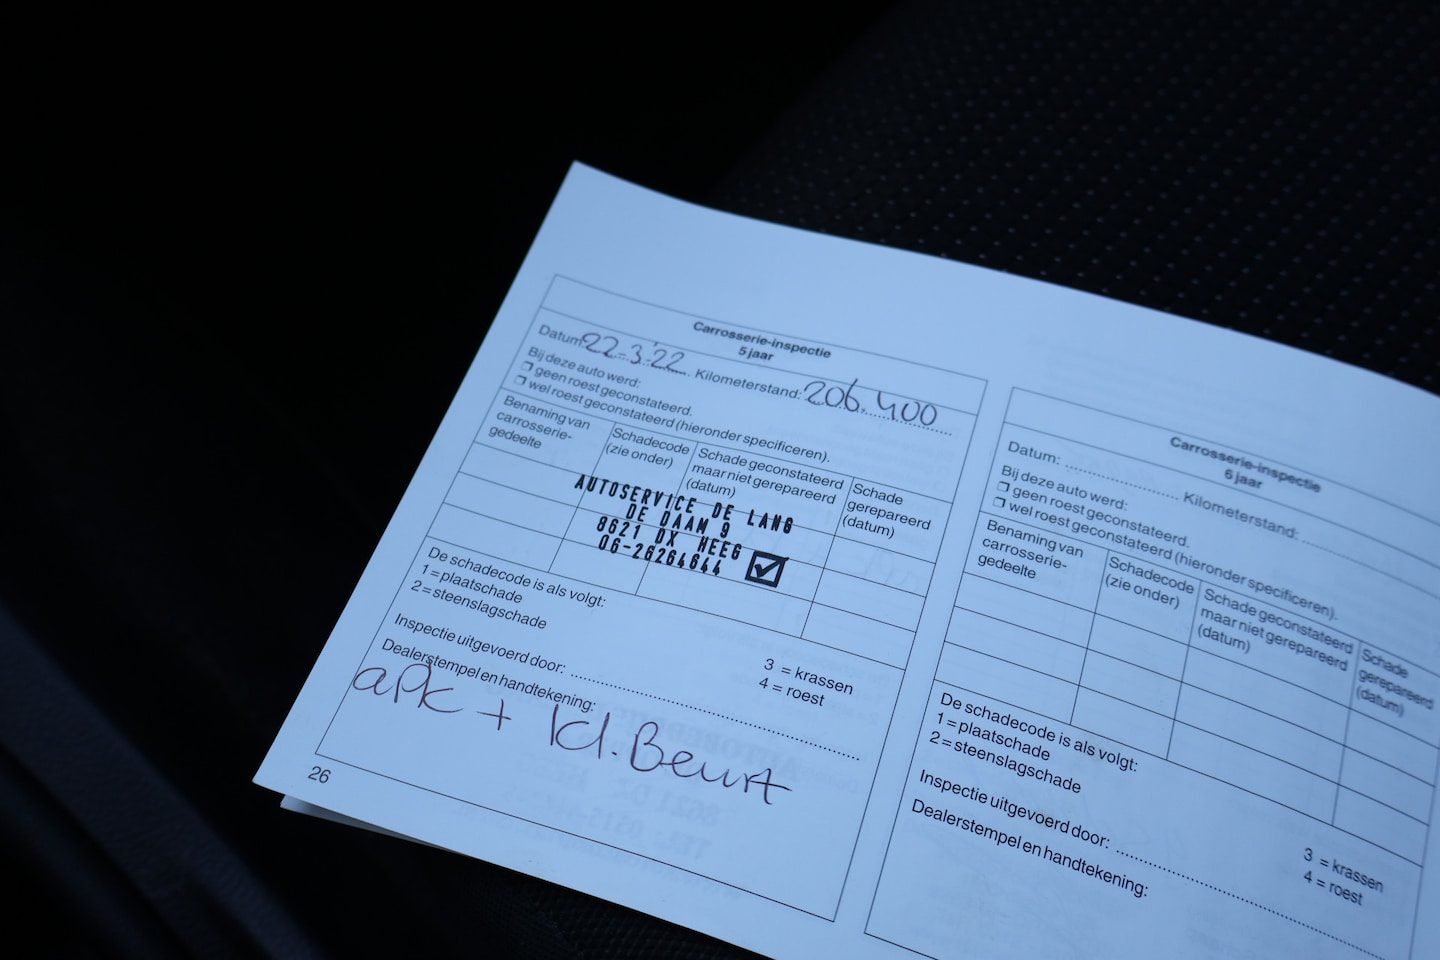 Carrosserie-inspectie
5 jaar
Datum: 22-3-'22 Kilometerstand: 206.400
Bij deze auto werd:
❒ geen roest geconstateerd.
❒ wel roest geconstateerd (hieronder specificeren).
Benaming van carrosserie-gedeelte
Schadecode (zie onder)
Schade geconstateerd maar niet gerepareerd (datum)
Schade gerepareerd (datum)
AUTOSERVICE DE LANG
DE DAAM 9
8621 DX HEEG
06-26264644
De schadecode is als volgt:
1 = plaatschade
2 = steenslagschade
3 = krassen
4 = roest
Inspectie uitgevoerd door:
Dealerstempel en handtekening:
apk + kl. Beurt
26
Carrosserie-inspectie
6 jaar
Datum: Kilometerstand:
Bij deze auto werd:
❒ geen roest geconstateerd.
❒ wel roest geconstateerd (hieronder specificeren).
Benaming van carrosserie-gedeelte
Schadecode (zie onder)
Schade geconstateerd maar niet gerepareerd (datum)
Schade gerepareerd (datum)
De schadecode is als volgt:
1 = plaatschade
2 = steenslagschade
3 = krassen
4 = roest
Inspectie uitgevoerd door:
Dealerstempel en handtekening: